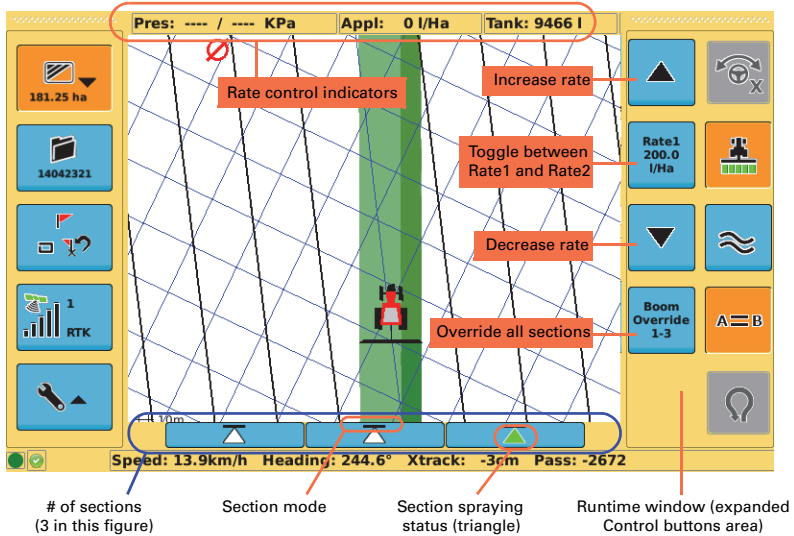 Pres: ---- / ---- KPa
Appl: 0 l/Ha
Tank: 9466 l
Rate control indicators
Increase rate
181.25 ha
X
Toggle between
Rate1 and Rate2
Rate1
200.0
l/Ha
14042321
Decrease rate
1
RTK
Override all sections
Boom
Override
1-3
A=B
10m
Speed: 13.9km/h Heading: 244.6° Xtrack: -3cm Pass: -2672
# of sections
(3 in this figure)
Section mode
Section spraying
status (triangle)
Runtime window (expanded
Control buttons area)